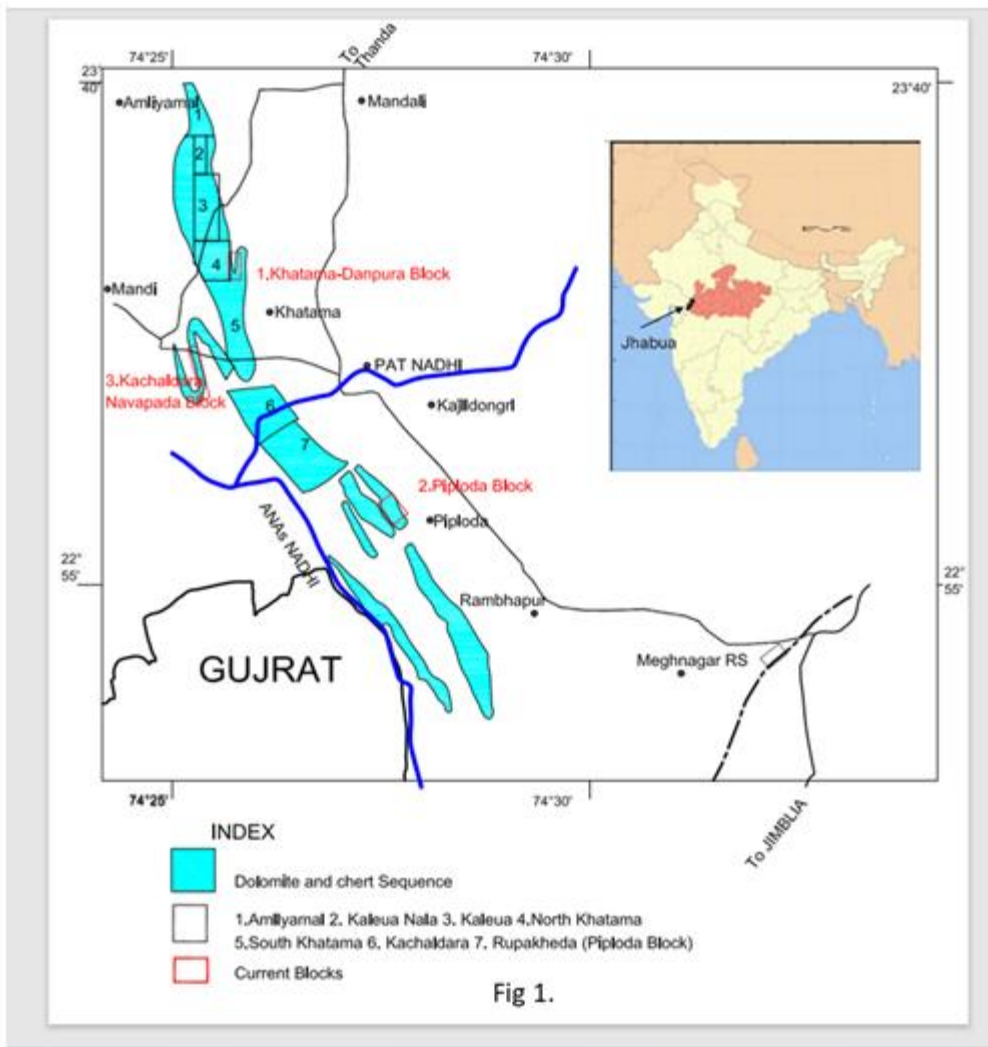 74°25'
To Thanda
74°30'
23°
40'
23°40'
Amliyamal
Mandali
1
2
3
4
1.Khatama-Danpura Block
Mandi
Khatama
5
Jhabua
PAT NADHI
3.Kachaldara
Navapada Block
Kajlidongri
6
7
2.Piploda Block
Piploda
ANAs NADHI
22°
55'
22°
55'
Rambhapur
GUJRAT
Meghnagar RS
74°25'
74°30'
To JIMBLIA
INDEX
Dolomite and chert Sequence
1.Amliyamal 2. Kaleua Nala 3. Kaleua 4.North Khatama
5.South Khatama 6. Kachaldara 7. Rupakheda (Piploda Block)
Current Blocks
Fig 1.